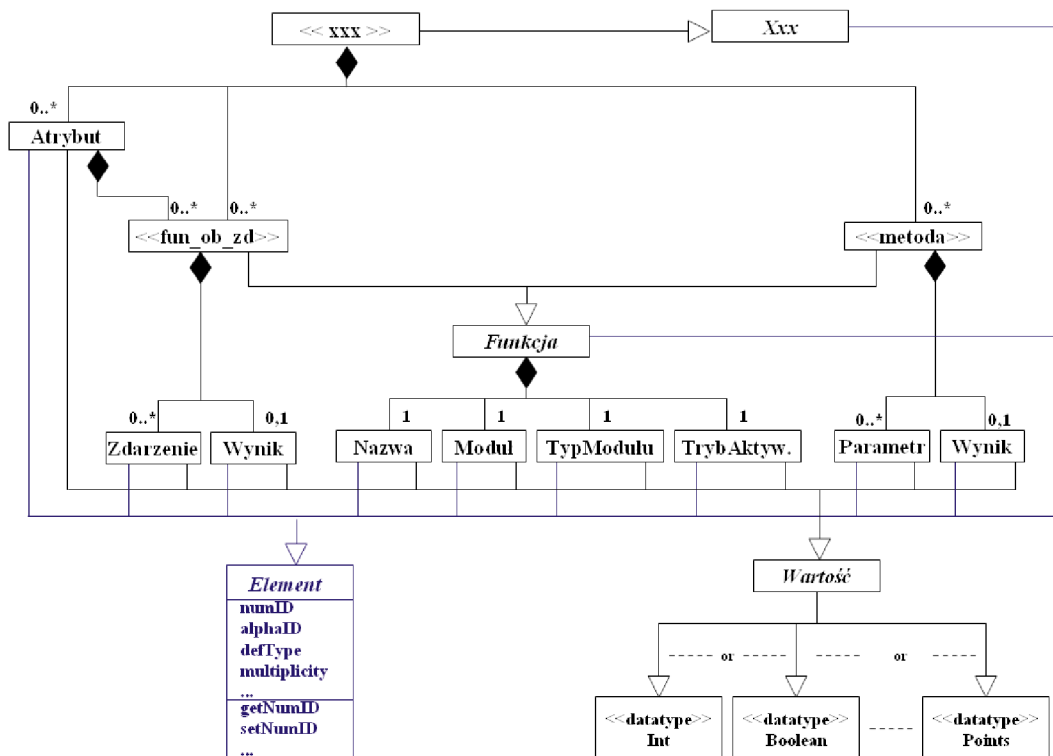 << xxx >>
Xxx
0..*
Atrybut
0..*
0..*
0..*
<<fun_ob_zd>>
<<metoda>>
Funkcja
0..*
0,1
1
1
1
1
0..*
0,1
Zdarzenie
Wynik
Nazwa
Moduł
TypModułu
TrybAktyw.
Parametr
Wynik
Element
numID
alphaID
defType
multiplicity
...
getNumID
setNumID
...
Wartość
or
or
<<datatype>>
Int
<<datatype>>
Boolean
<<datatype>>
Points